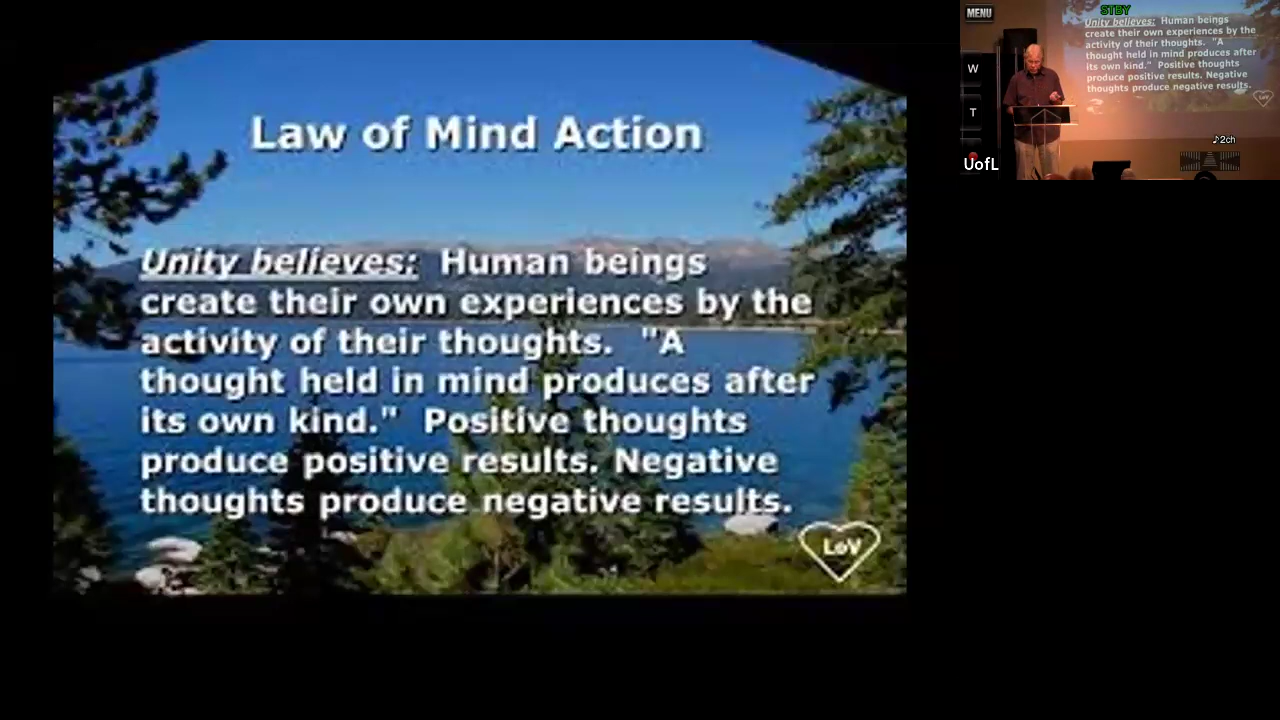 Law of Mind Action
Unity believes: Human beings
create their own experiences by the
activity of their thoughts. "A
thought held in mind produces after
its own kind." Positive thoughts
produce positive results. Negative
thoughts produce negative results.
LoV
MENU
STBY
Unity believes: Human beings
create their own experiences by the
activity of their thoughts. "A
thought held in mind produces after
its own kind." Positive thoughts
produce positive results. Negative
thoughts produce negative results.
W
T
UofL
♪2ch